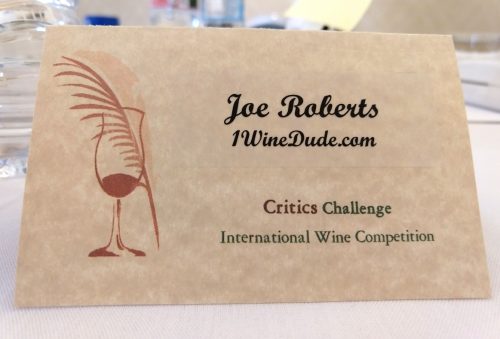 Joe Roberts
1WineDude.com
Critics Challenge
International Wine Competition